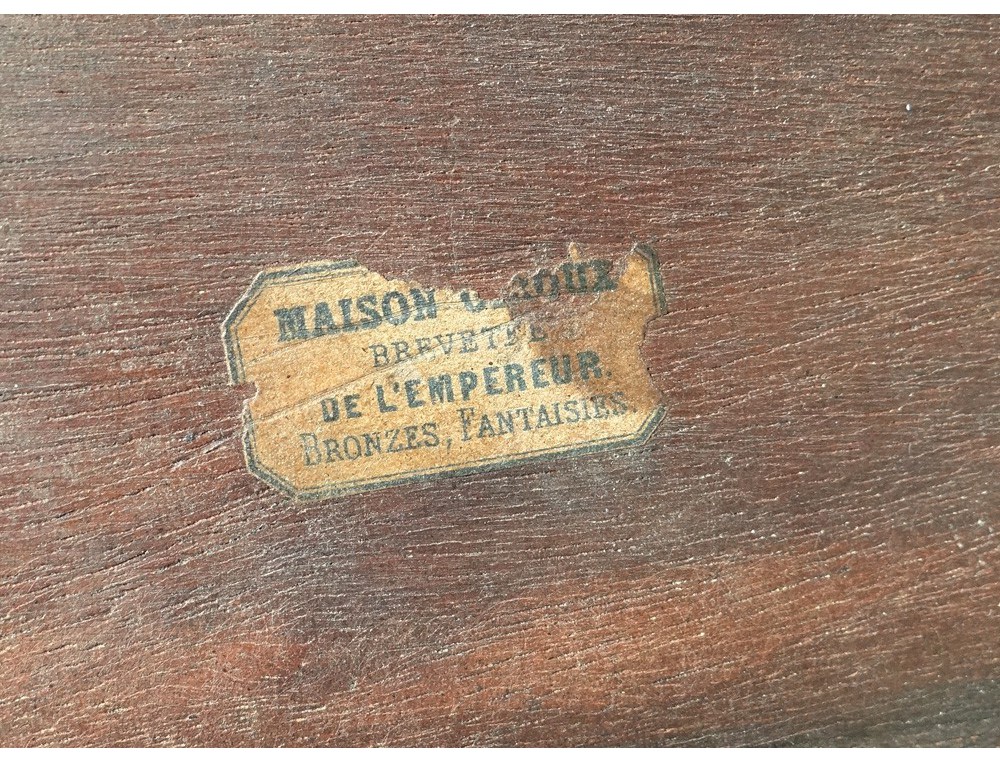 MAISON
BREVETÉE
DE L'EMPEREUR.
BRONZES, FANTAISIES.